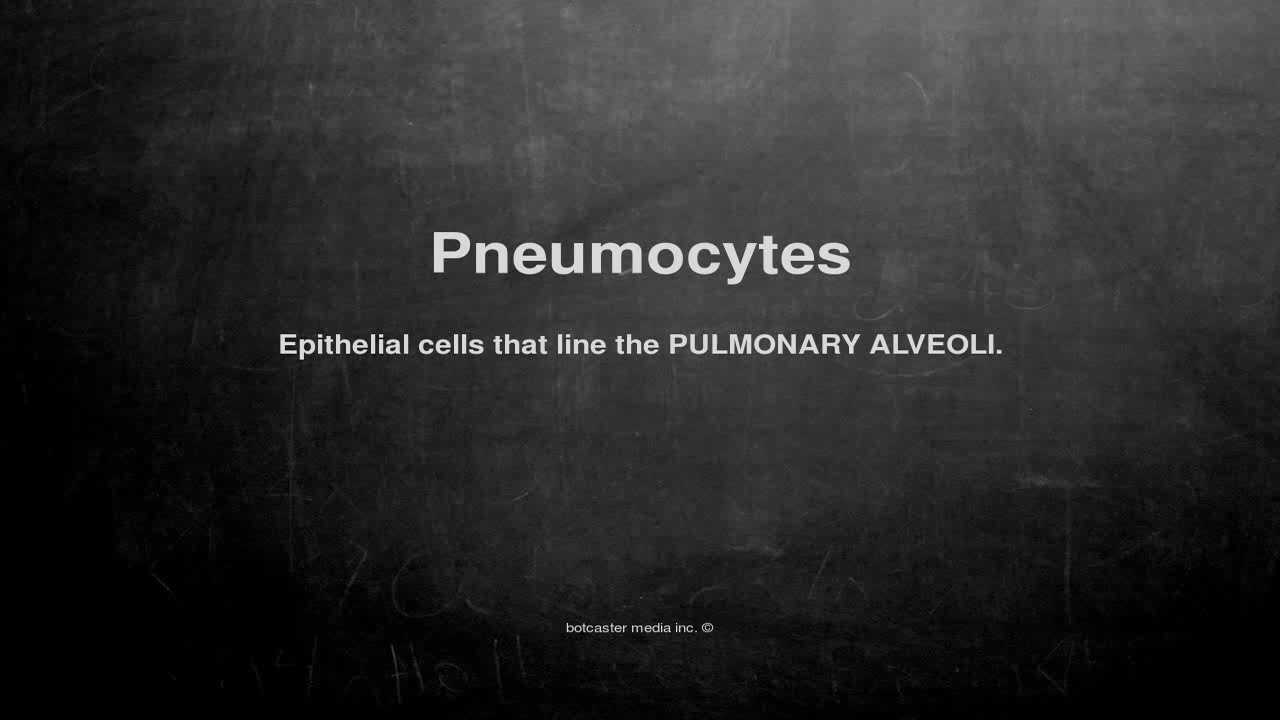 Pneumocytes
Epithelial cells that line the PULMONARY ALVEOLI.
botcaster media inc. ©